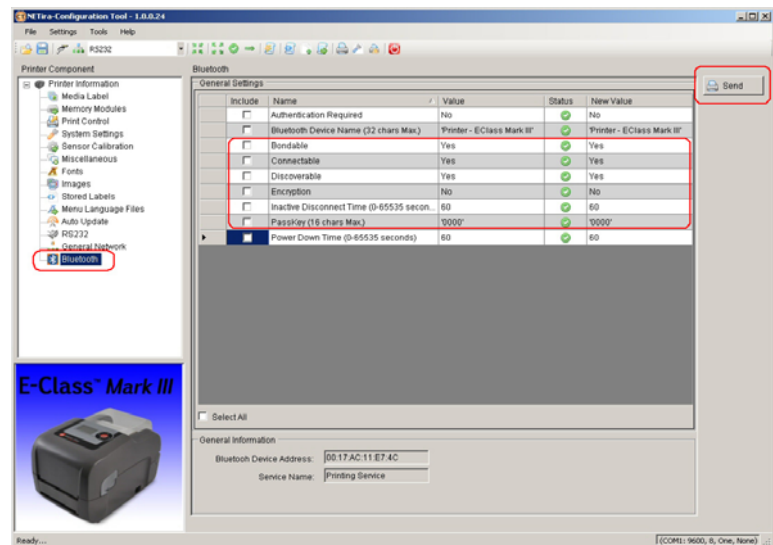 NETira-Configuration Tool - 1.0.0.24
File Settings Tools Help
RS232
Printer Component
Printer Information
Media Label
Memory Modules
Print Control
System Settings
Sensor Calibration
Miscellaneous
Fonts
Images
Stored Labels
Menu Language Files
Auto Update
RS232
General Network
Bluetooth
E-Class™ Mark III
Bluetooth
General Settings
Include Name Value Status New Value
Authentication Required No No
Bluetooth Device Name (32 chars Max.) 'Printer - EClass Mark III' 'Printer - EClass Mark III'
Bondable Yes Yes
Connectable Yes Yes
Discoverable Yes Yes
Encryption No No
Inactive Disconnect Time (0-65535 secon... 60 60
PassKey (16 chars Max.) '0000' '0000'
Power Down Time (0-65535 seconds) 60 60
Select All
General Information
Bluetooh Device Address: 00:17:AC:11:E7:4C
Service Name: Printing Service
Send
Ready... (COM1: 9600, 8, One, None)